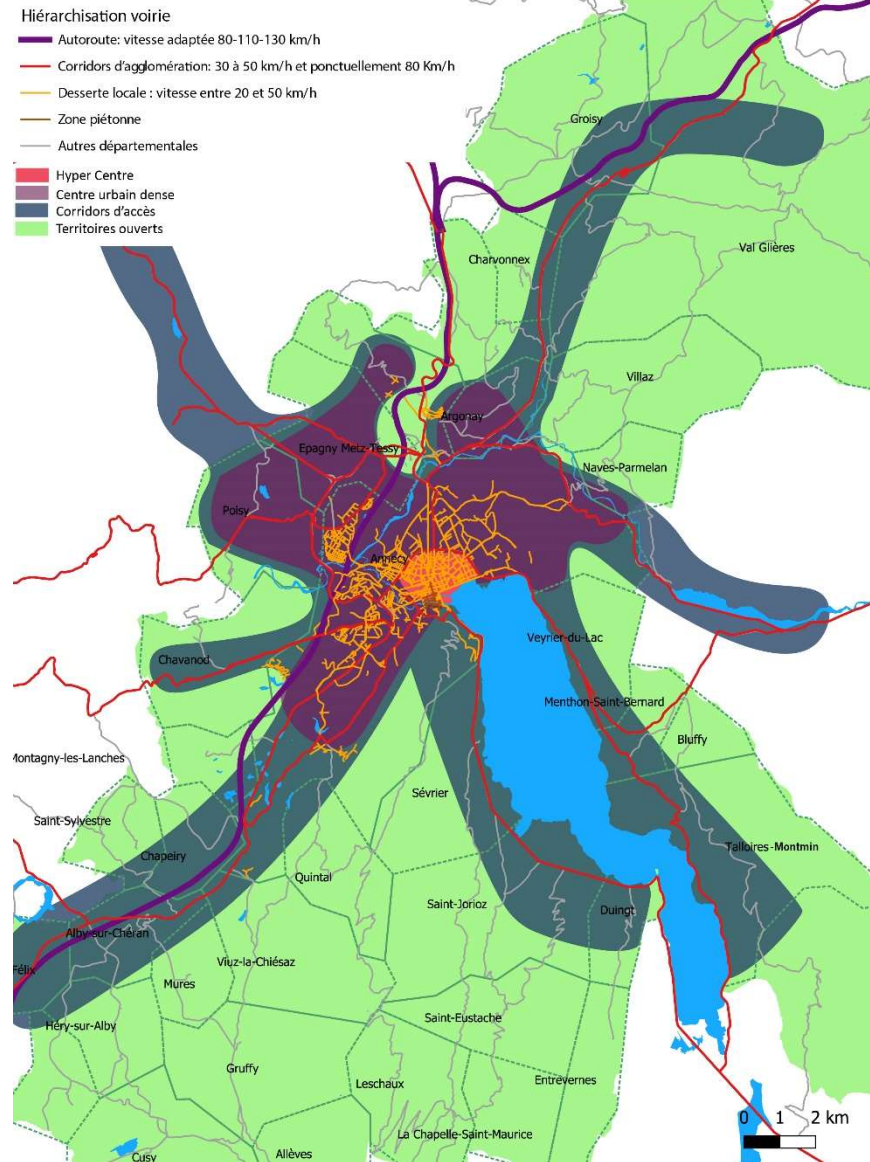 Hiérarchisation voirie
Autoroute: vitesse adaptée 80-110-130 km/h
Corridors d'agglomération: 30 à 50 km/h et ponctuellement 80 Km/h
Desserte locale : vitesse entre 20 et 50 km/h
Zone piétonne
Autres départementales
Hyper Centre
Centre urbain dense
Corridors d'accès
Territoires ouverts
Groisy
Val Glières
Charvonnex
Villaz
Argonay
Epagny Metz-Tessy
Naves-Parmelan
Poisy
Annecy
Veyrier-du-Lac
Chavanod
Menthon-Saint-Bernard
Bluffy
Montagny-les-Lanches
Sévrier
Saint-Sylvestre
Talloires-Montmin
Chapeiry
Quintal
Saint-Jorioz
Duingt
Alby-sur-Chéran
Viuz-la-Chiésaz
Félix
Mûres
Saint-Eustache
Héry-sur-Alby
Gruffy
Leschaux
Entrevernes
La Chapelle-Saint-Maurice
Cusy
Allèves
0 1 2 km